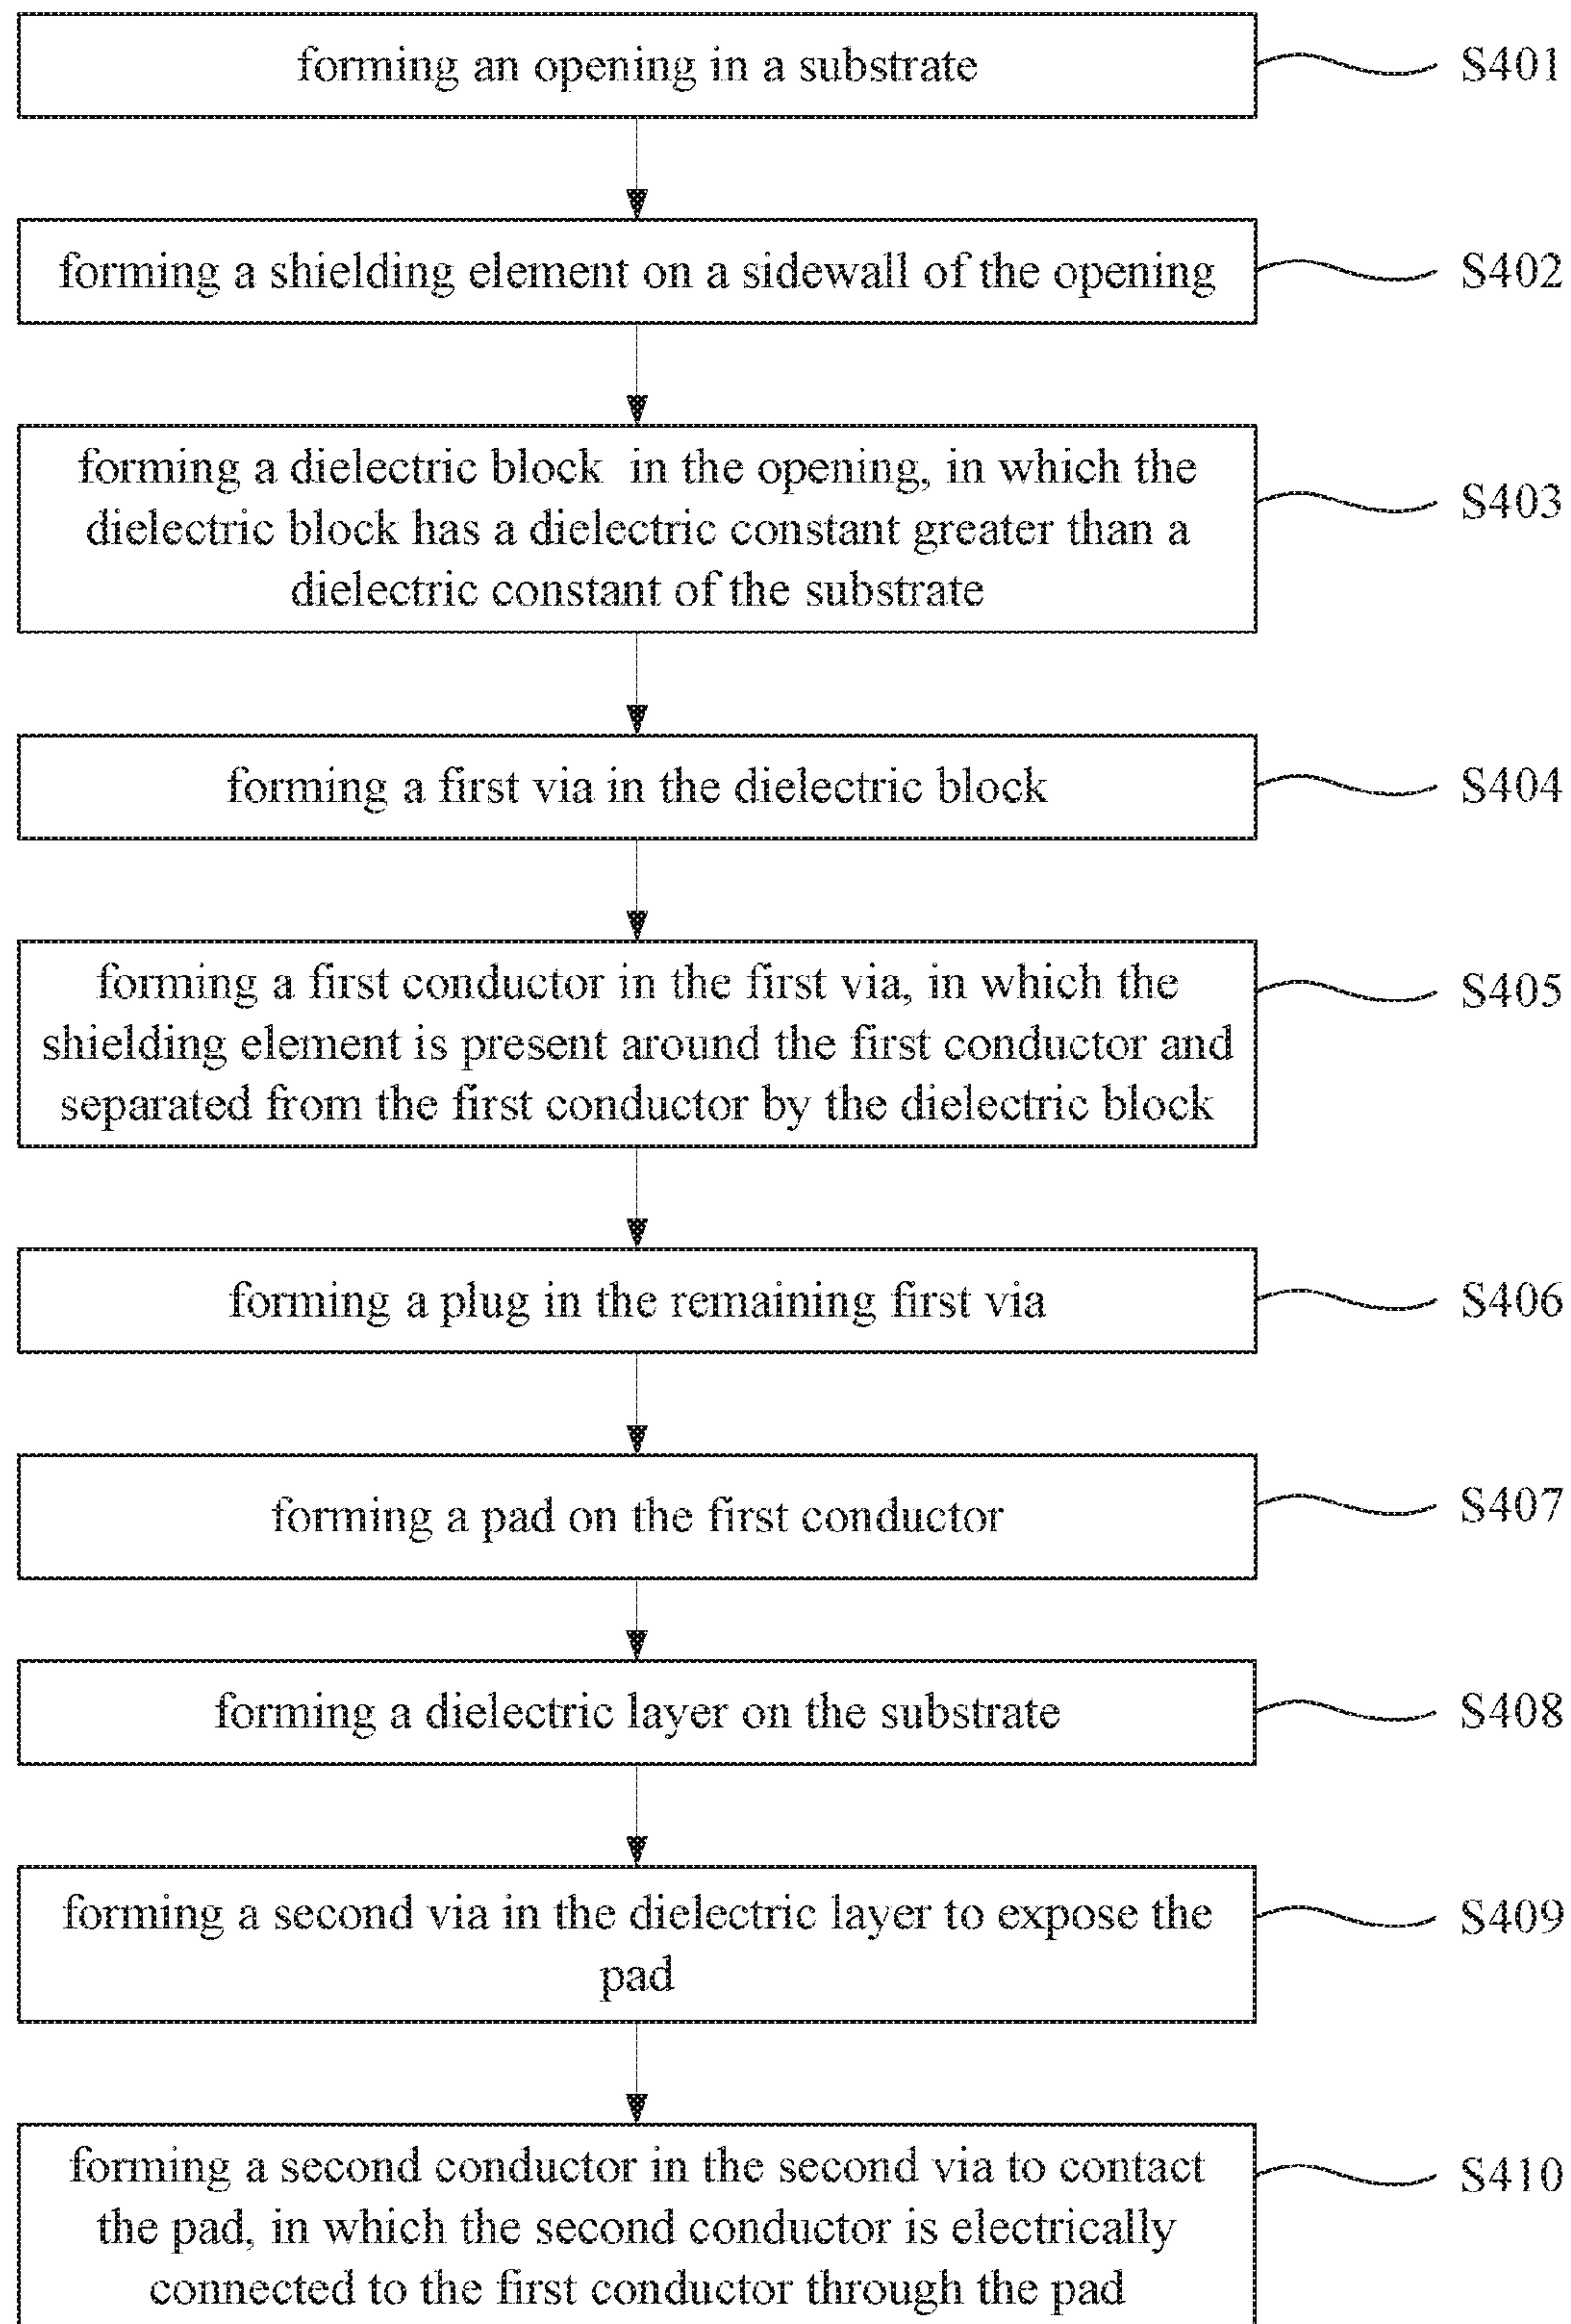 forming an opening in a substrate
S401
forming a shielding element on a sidewall of the opening
S402
forming a dielectric block in the opening, in which the
dielectric block has a dielectric constant greater than a
dielectric constant of the substrate
S403
forming a first via in the dielectric block
S404
forming a first conductor in the first via, in which the
shielding element is present around the first conductor and
separated from the first conductor by the dielectric block
S405
forming a plug in the remaining first via
S406
forming a pad on the first conductor
S407
forming a dielectric layer on the substrate
S408
forming a second via in the dielectric layer to expose the
pad
S409
forming a second conductor in the second via to contact
the pad, in which the second conductor is electrically
connected to the first conductor through the pad
S410